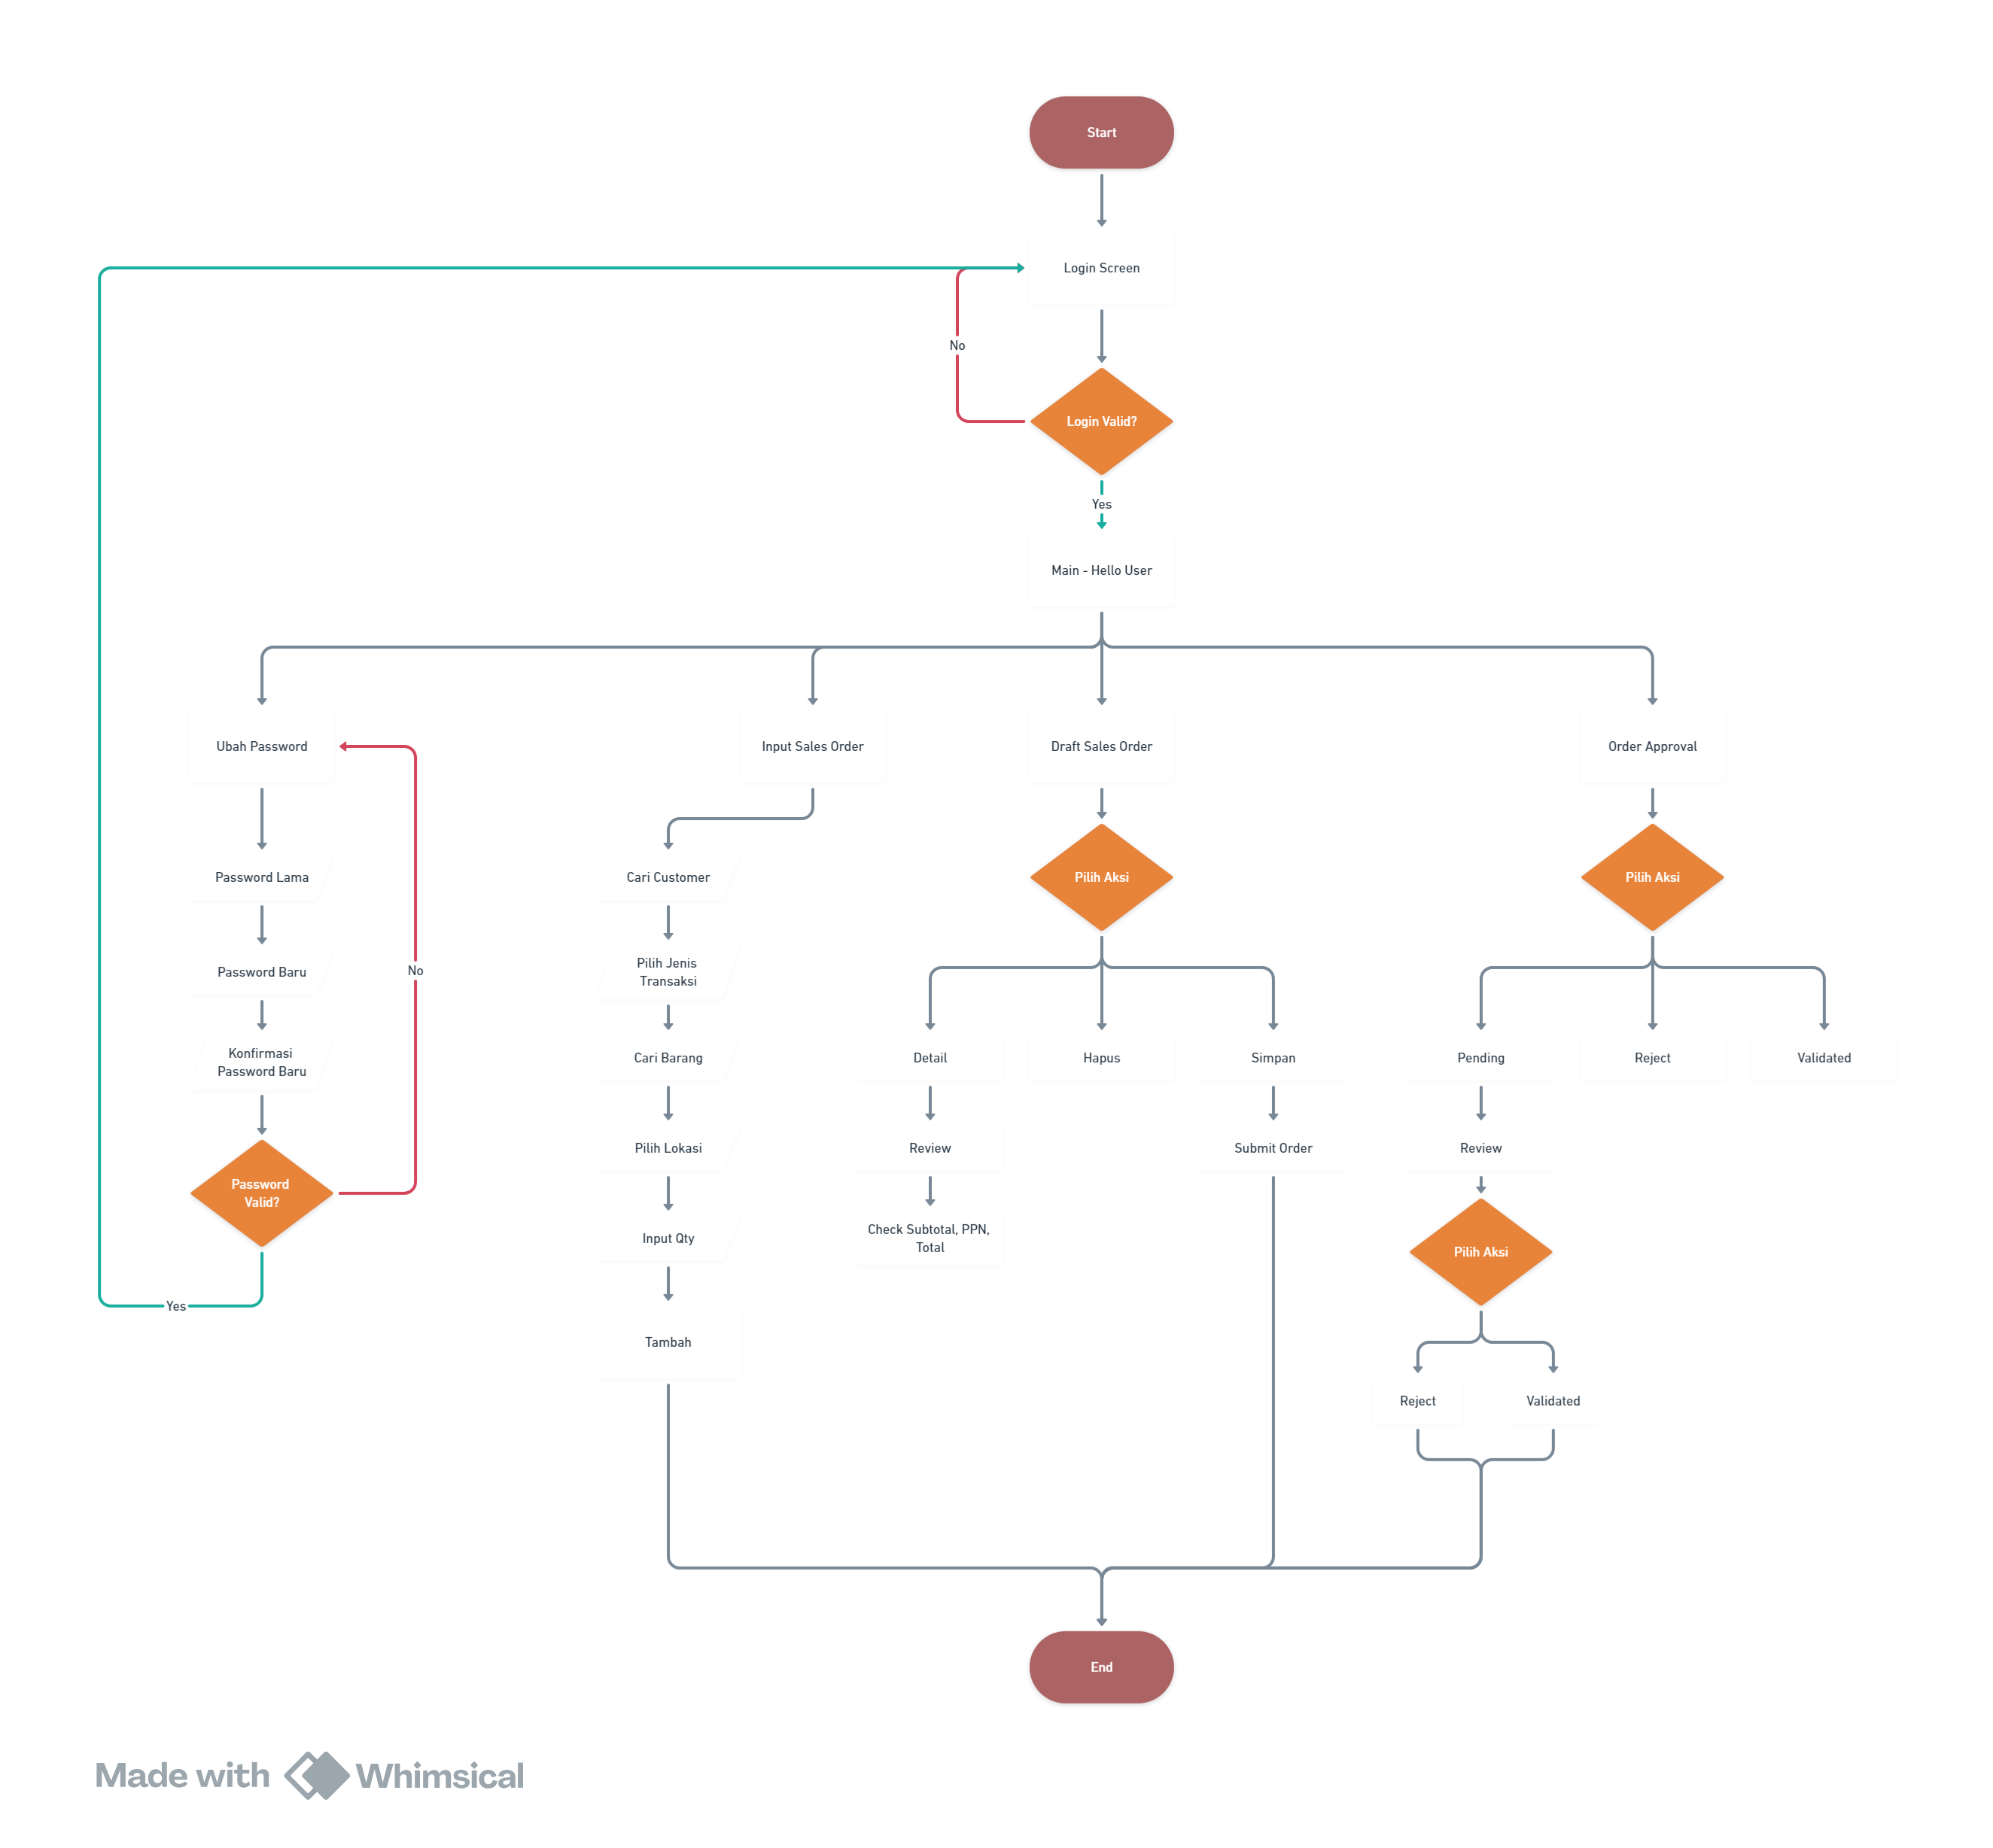 Start
Login Screen
No
Login Valid?
Yes
Main - Hello User
Ubah Password
Input Sales Order
Draft Sales Order
Order Approval
Password Lama
Cari Customer
Pilih Aksi
Pilih Aksi
Password Baru
No
Pilih Jenis
Transaksi
Konfirmasi
Password Baru
Cari Barang
Detail
Hapus
Simpan
Pending
Reject
Validated
Pilih Lokasi
Review
Submit Order
Review
Password
Valid?
Input Qty
Check Subtotal, PPN,
Total
Pilih Aksi
Yes
Tambah
Reject
Validated
End
Made with Whimsical